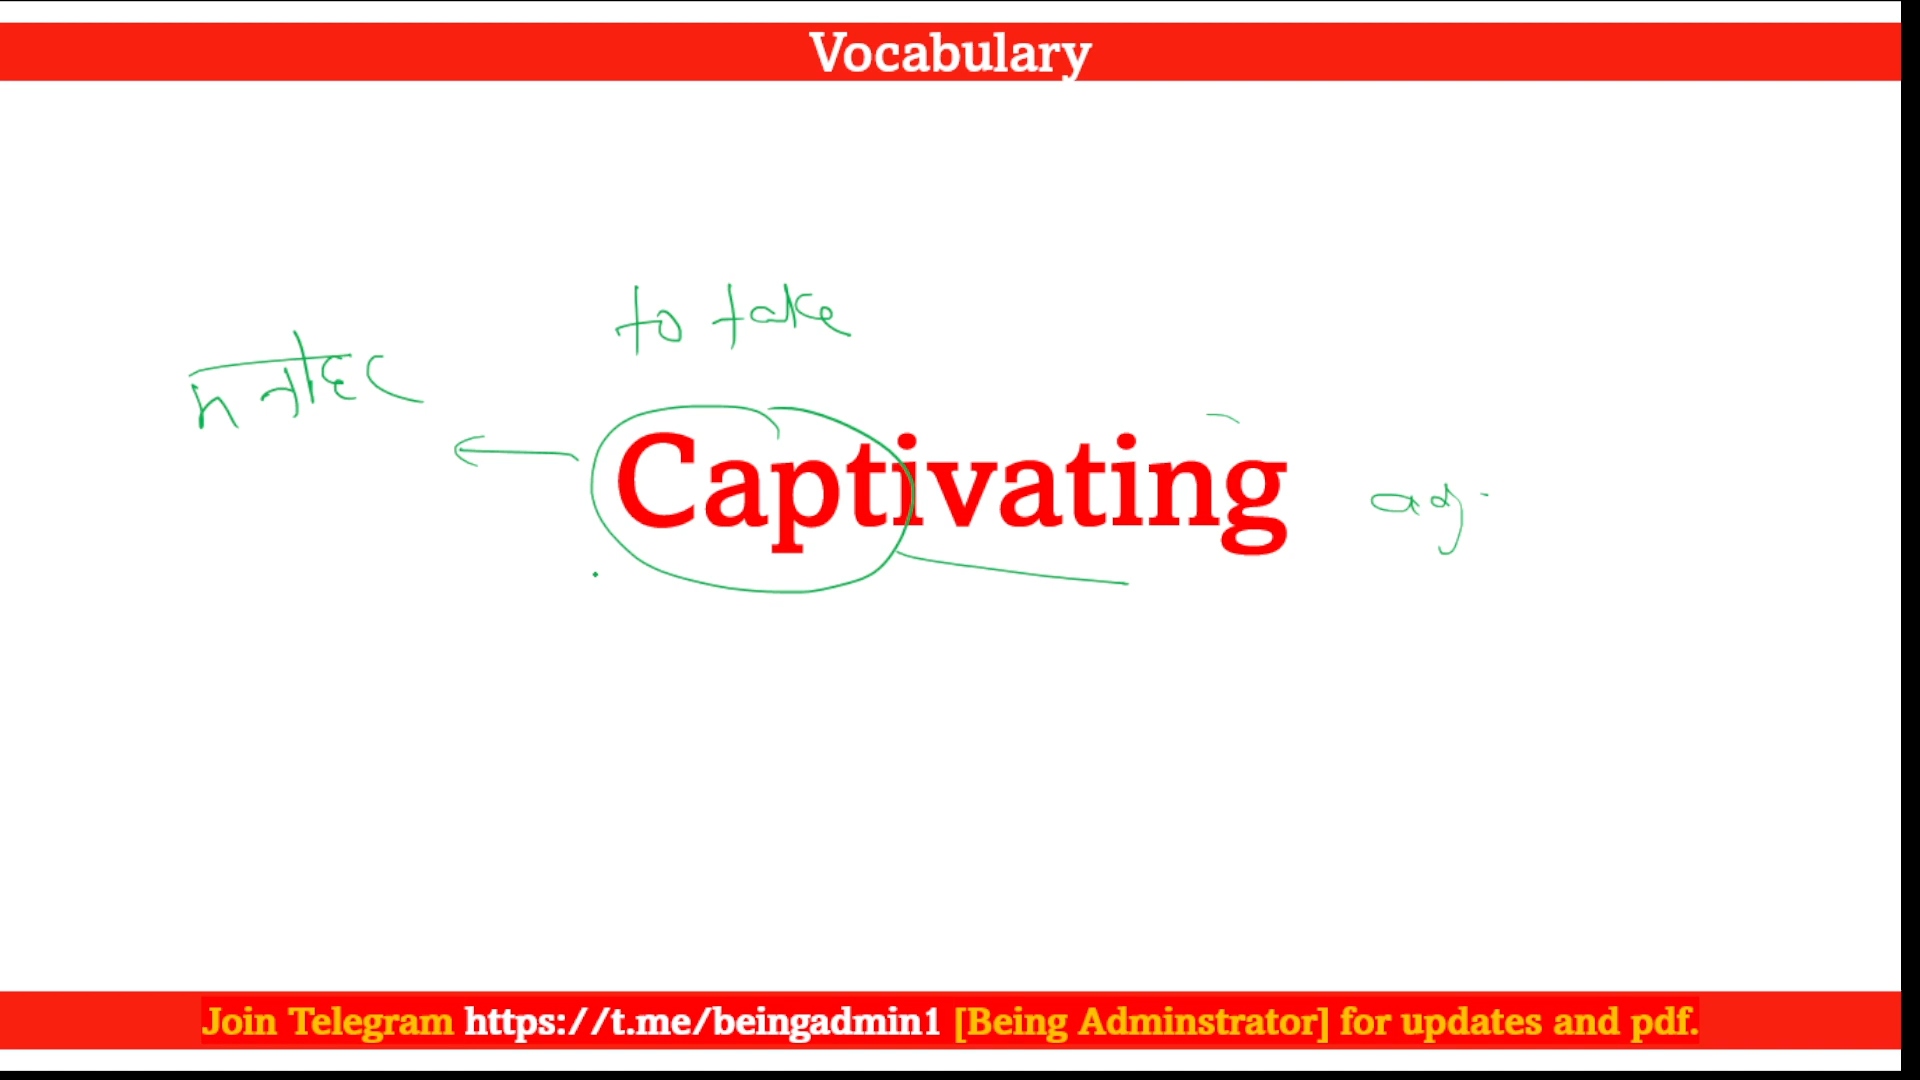 Vocabulary
to take
Captivating
adj.
Join Telegram https://t.me/beingadmin1 [Being Adminstrator] for updates and pdf.